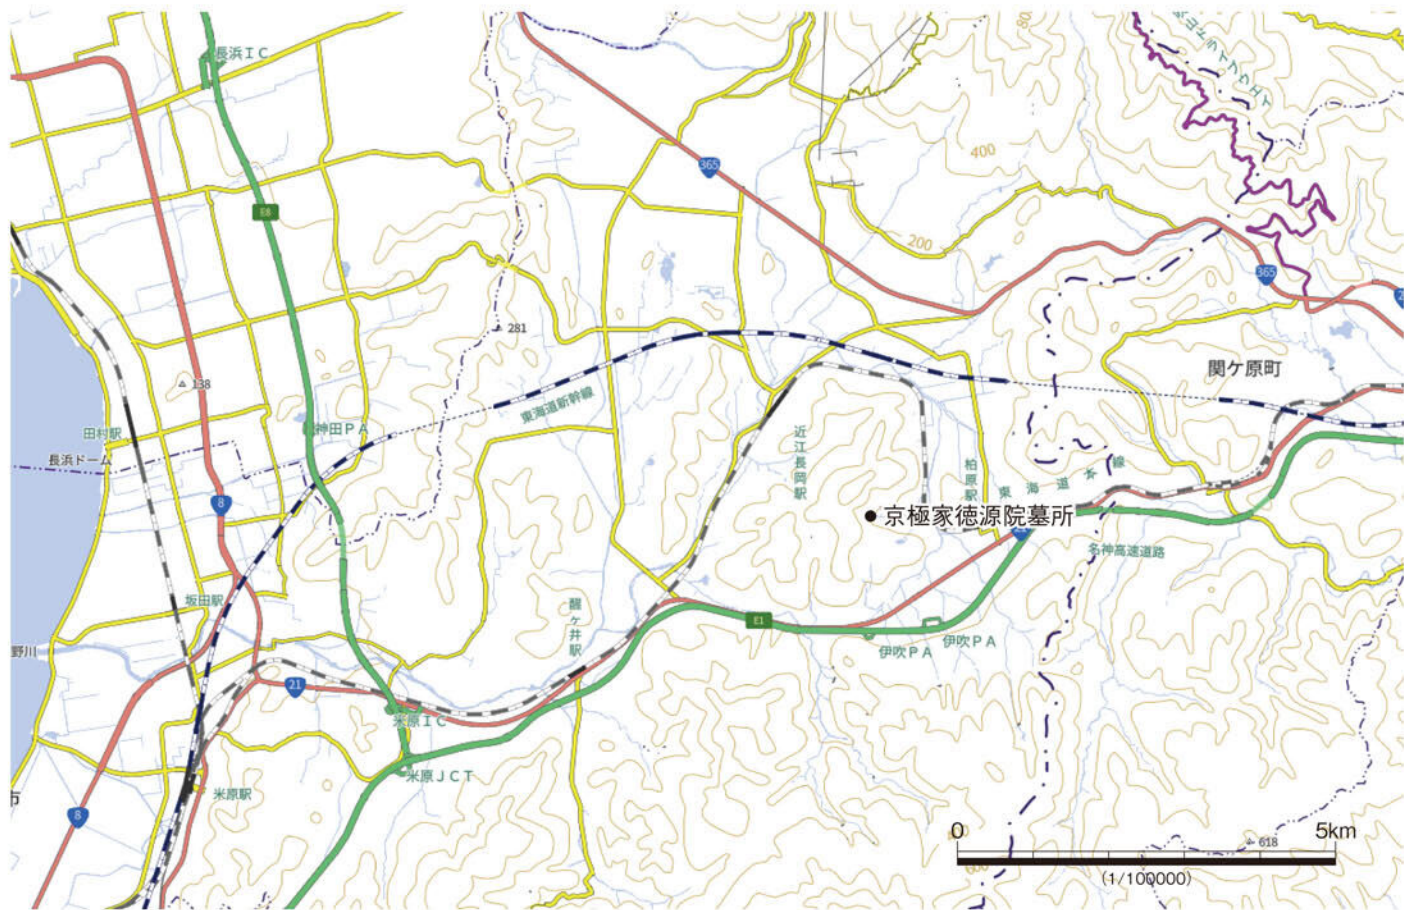 長浜IC
365
400
E8
200
365
281
138
関ケ原町
東海道新幹線
田村駅
神田PA
長浜ドーム
近江長岡駅
柏原駅
東海道本線
8
京極家徳源院墓所
名神高速道路
坂田駅
醒ヶ井駅
E1
伊吹PA
伊吹PA
野川
21
米原IC
米原JCT
米原駅
市
8
0
5km
618
(1/100000)